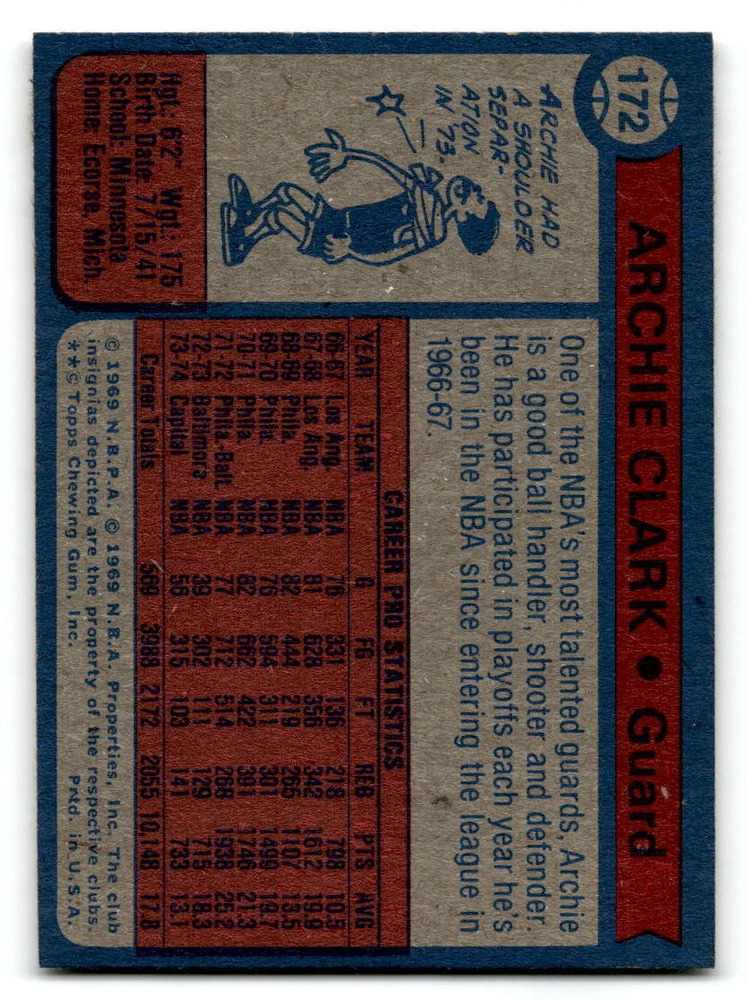 172
ARCHIE CLARK • Guard
ARCHIE HAD
A SHOULDER
SEPAR-
ATION
IN '73.
Hgt: 6'2" Wgt: 175
Birth Date: 7/15/41
School: Minnesota
Home: Ecorse, Mich.
One of the NBA's most talented guards, Archie
is a good ball handler, shooter and defender.
He has participated in playoffs each year he's
been in the NBA since entering the league in
1966-67.
CAREER PRO STATISTICS
YEAR TEAM G FG FT REB PTS AVG
66-67 Los Ang. NBA 76 331 136 218 798 10.5
67-68 Los Ang. NBA 81 628 356 342 1612 19.9
68-69 Phila. NBA 82 444 219 265 1107 13.5
69-70 Phila. NBA 76 594 311 301 1499 19.7
70-71 Phila. NBA 82 662 422 391 1746 21.3
71-72 Phila.-Balt. NBA 77 712 514 268 1938 25.2
72-73 Baltimore NBA 39 302 111 129 715 18.3
73-74 Capital NBA 56 315 103 141 733 13.1
Career Totals 569 3988 2172 2055 10,148 17.8
© 1969 N.B.P.A. © 1969 N.B.A. Properties, Inc. The club
insignias depicted are the property of the respective clubs.
**© Topps Chewing Gum, Inc. Prtd. in U.S.A.